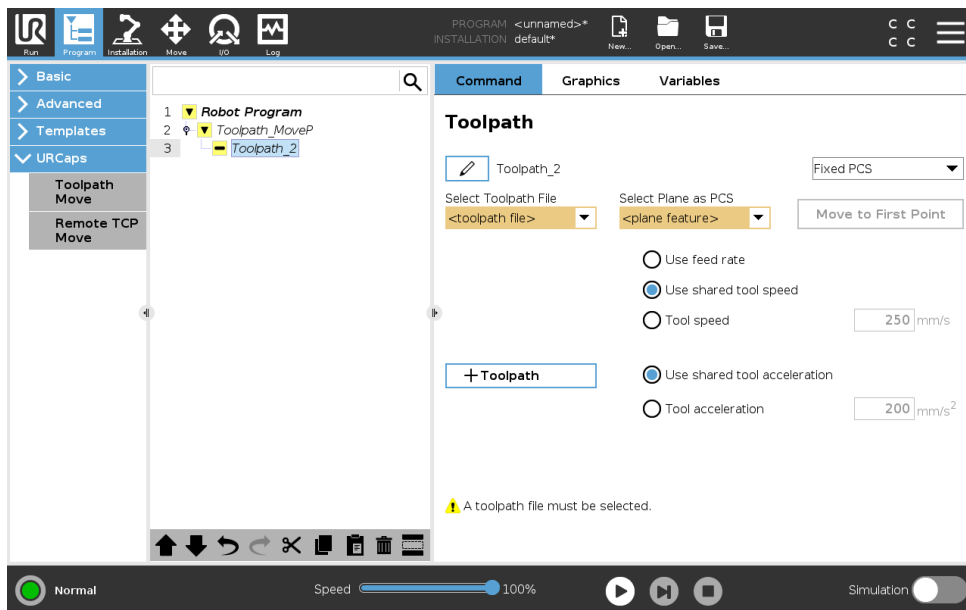 UR
Run
Program
Installation
Move
I/O
Log
PROGRAM <unnamed>*
INSTALLATION default*
New...
Open...
Save...
C C
C C
Basic
Advanced
Templates
URCaps
Toolpath
Move
Remote TCP
Move
1 Robot Program
2 Toolpath_MoveP
3 Toolpath_2
Command Graphics Variables
Toolpath
Toolpath_2
Fixed PCS
Select Toolpath File
<toolpath file>
Select Plane as PCS
<plane feature>
Move to First Point
Use feed rate
Use shared tool speed
Tool speed 250 mm/s
+Toolpath
Use shared tool acceleration
Tool acceleration 200 mm/s2
A toolpath file must be selected.
Normal
Speed 100%
Simulation